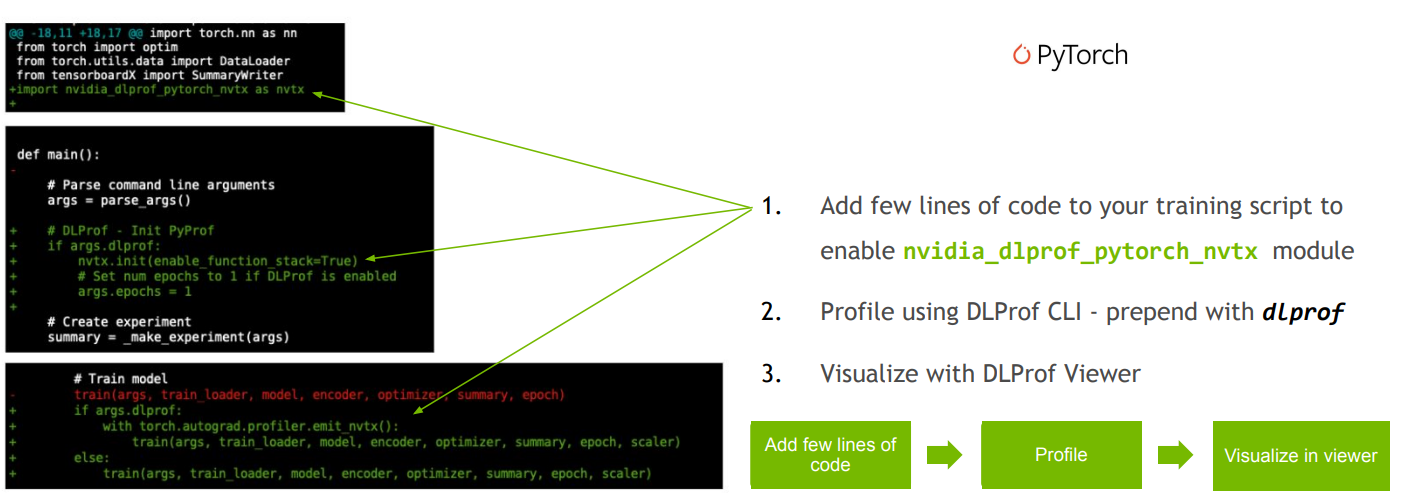 @@ -18,11 +18,17 @@ import torch.nn as nn
from torch import optim
from torch.utils.data import DataLoader
from tensorboardX import SummaryWriter
+import nvidia_dlprof_pytorch_nvtx as nvtx
+
def main():
-
# Parse command line arguments
args = parse_args()
+ # DLProf - Init PyProf
+ if args.dlprof:
+ nvtx.init(enable_function_stack=True)
+ # Set num epochs to 1 if DLProf is enabled
+ args.epochs = 1
+
# Create experiment
summary = _make_experiment(args)
# Train model
- train(args, train_loader, model, encoder, optimizer, summary, epoch)
+ if args.dlprof:
+ with torch.autograd.profiler.emit_nvtx():
+ train(args, train_loader, model, encoder, optimizer, summary, epoch, scaler)
+ else:
+ train(args, train_loader, model, encoder, optimizer, summary, epoch, scaler)
PyTorch
1. Add few lines of code to your training script to
enable nvidia_dlprof_pytorch_nvtx module
2. Profile using DLProf CLI - prepend with dlprof
3. Visualize with DLProf Viewer
Add few lines of
code
Profile
Visualize in viewer